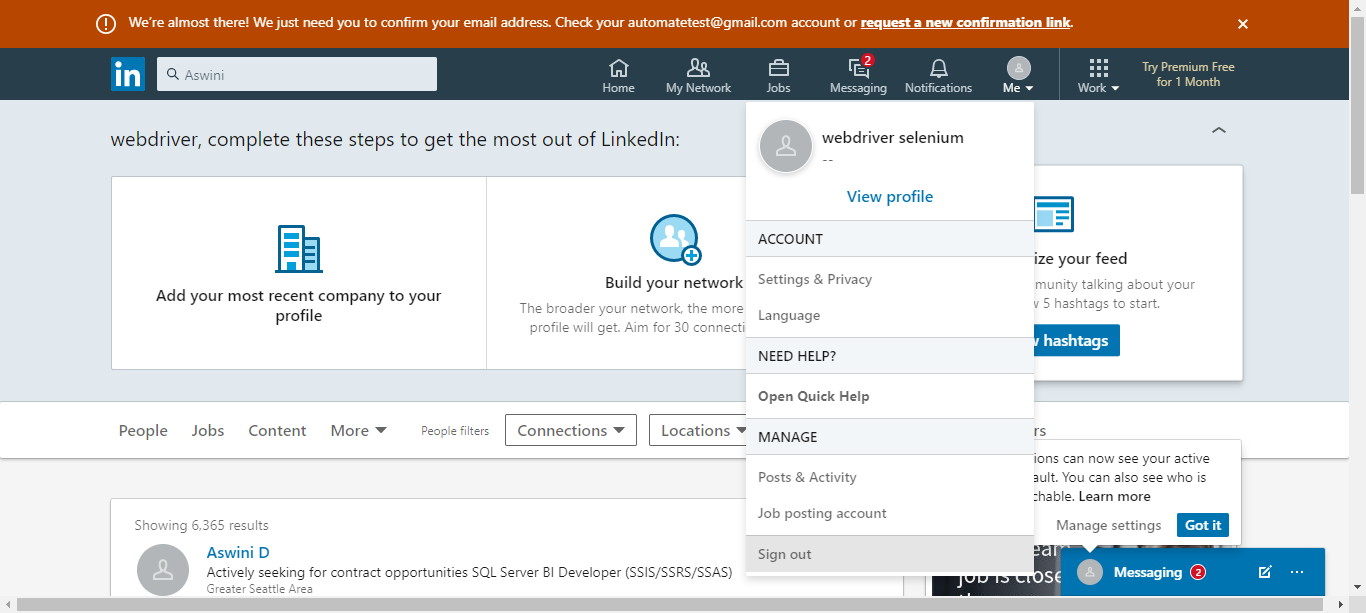 We're almost there! We just need you to confirm your email address. Check your automatetest@gmail.com account or request a new confirmation link.
in
Aswini
Home
My Network
Jobs
2
Messaging
Notifications
Me
Work
Try Premium Free
for 1 Month
webdriver, complete these steps to get the most out of LinkedIn:
Add your most recent company to your
profile
Build your network
The broader your network, the more
profile will get. Aim for 30 connecti
ize your feed
munity talking about your
5 hashtags to start.
hashtags
webdriver selenium
--
View profile
ACCOUNT
Settings & Privacy
Language
NEED HELP?
Open Quick Help
MANAGE
Posts & Activity
Job posting account
Sign out
People
Jobs
Content
More
People filters
Connections
Locations
rs
ions can now see your active
ault. You can also see who is
chable. Learn more
Manage settings
Got it
Showing 6,365 results
Aswini D
Actively seeking for contract opportunities SQL Server BI Developer (SSIS/SSRS/SSAS)
Greater Seattle Area
job is close
Messaging 2